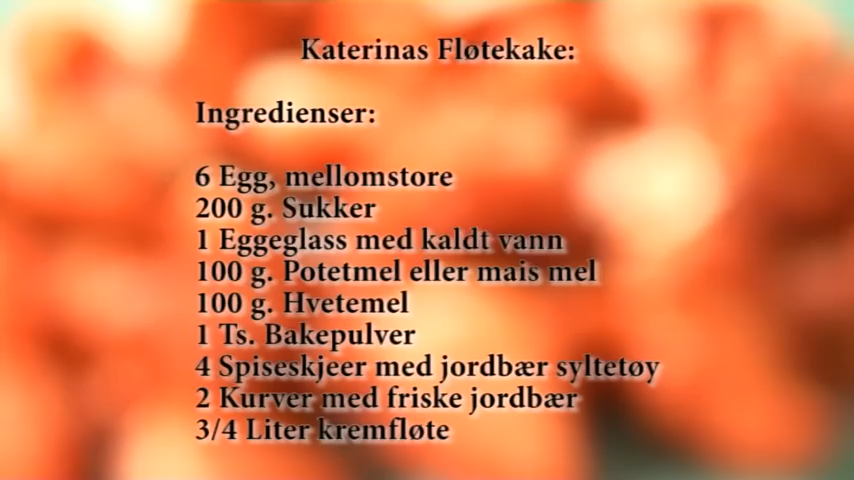 Katerinas Fløtekake:
Ingredienser:
6 Egg, mellomstore
200 g. Sukker
1 Eggeglass med kaldt vann
100 g. Potetmel eller mais mel
100 g. Hvetemel
1 Ts. Bakepulver
4 Spiseskjeer med jordbær syltetøy
2 Kurver med friske jordbær
3/4 Liter kremfløte